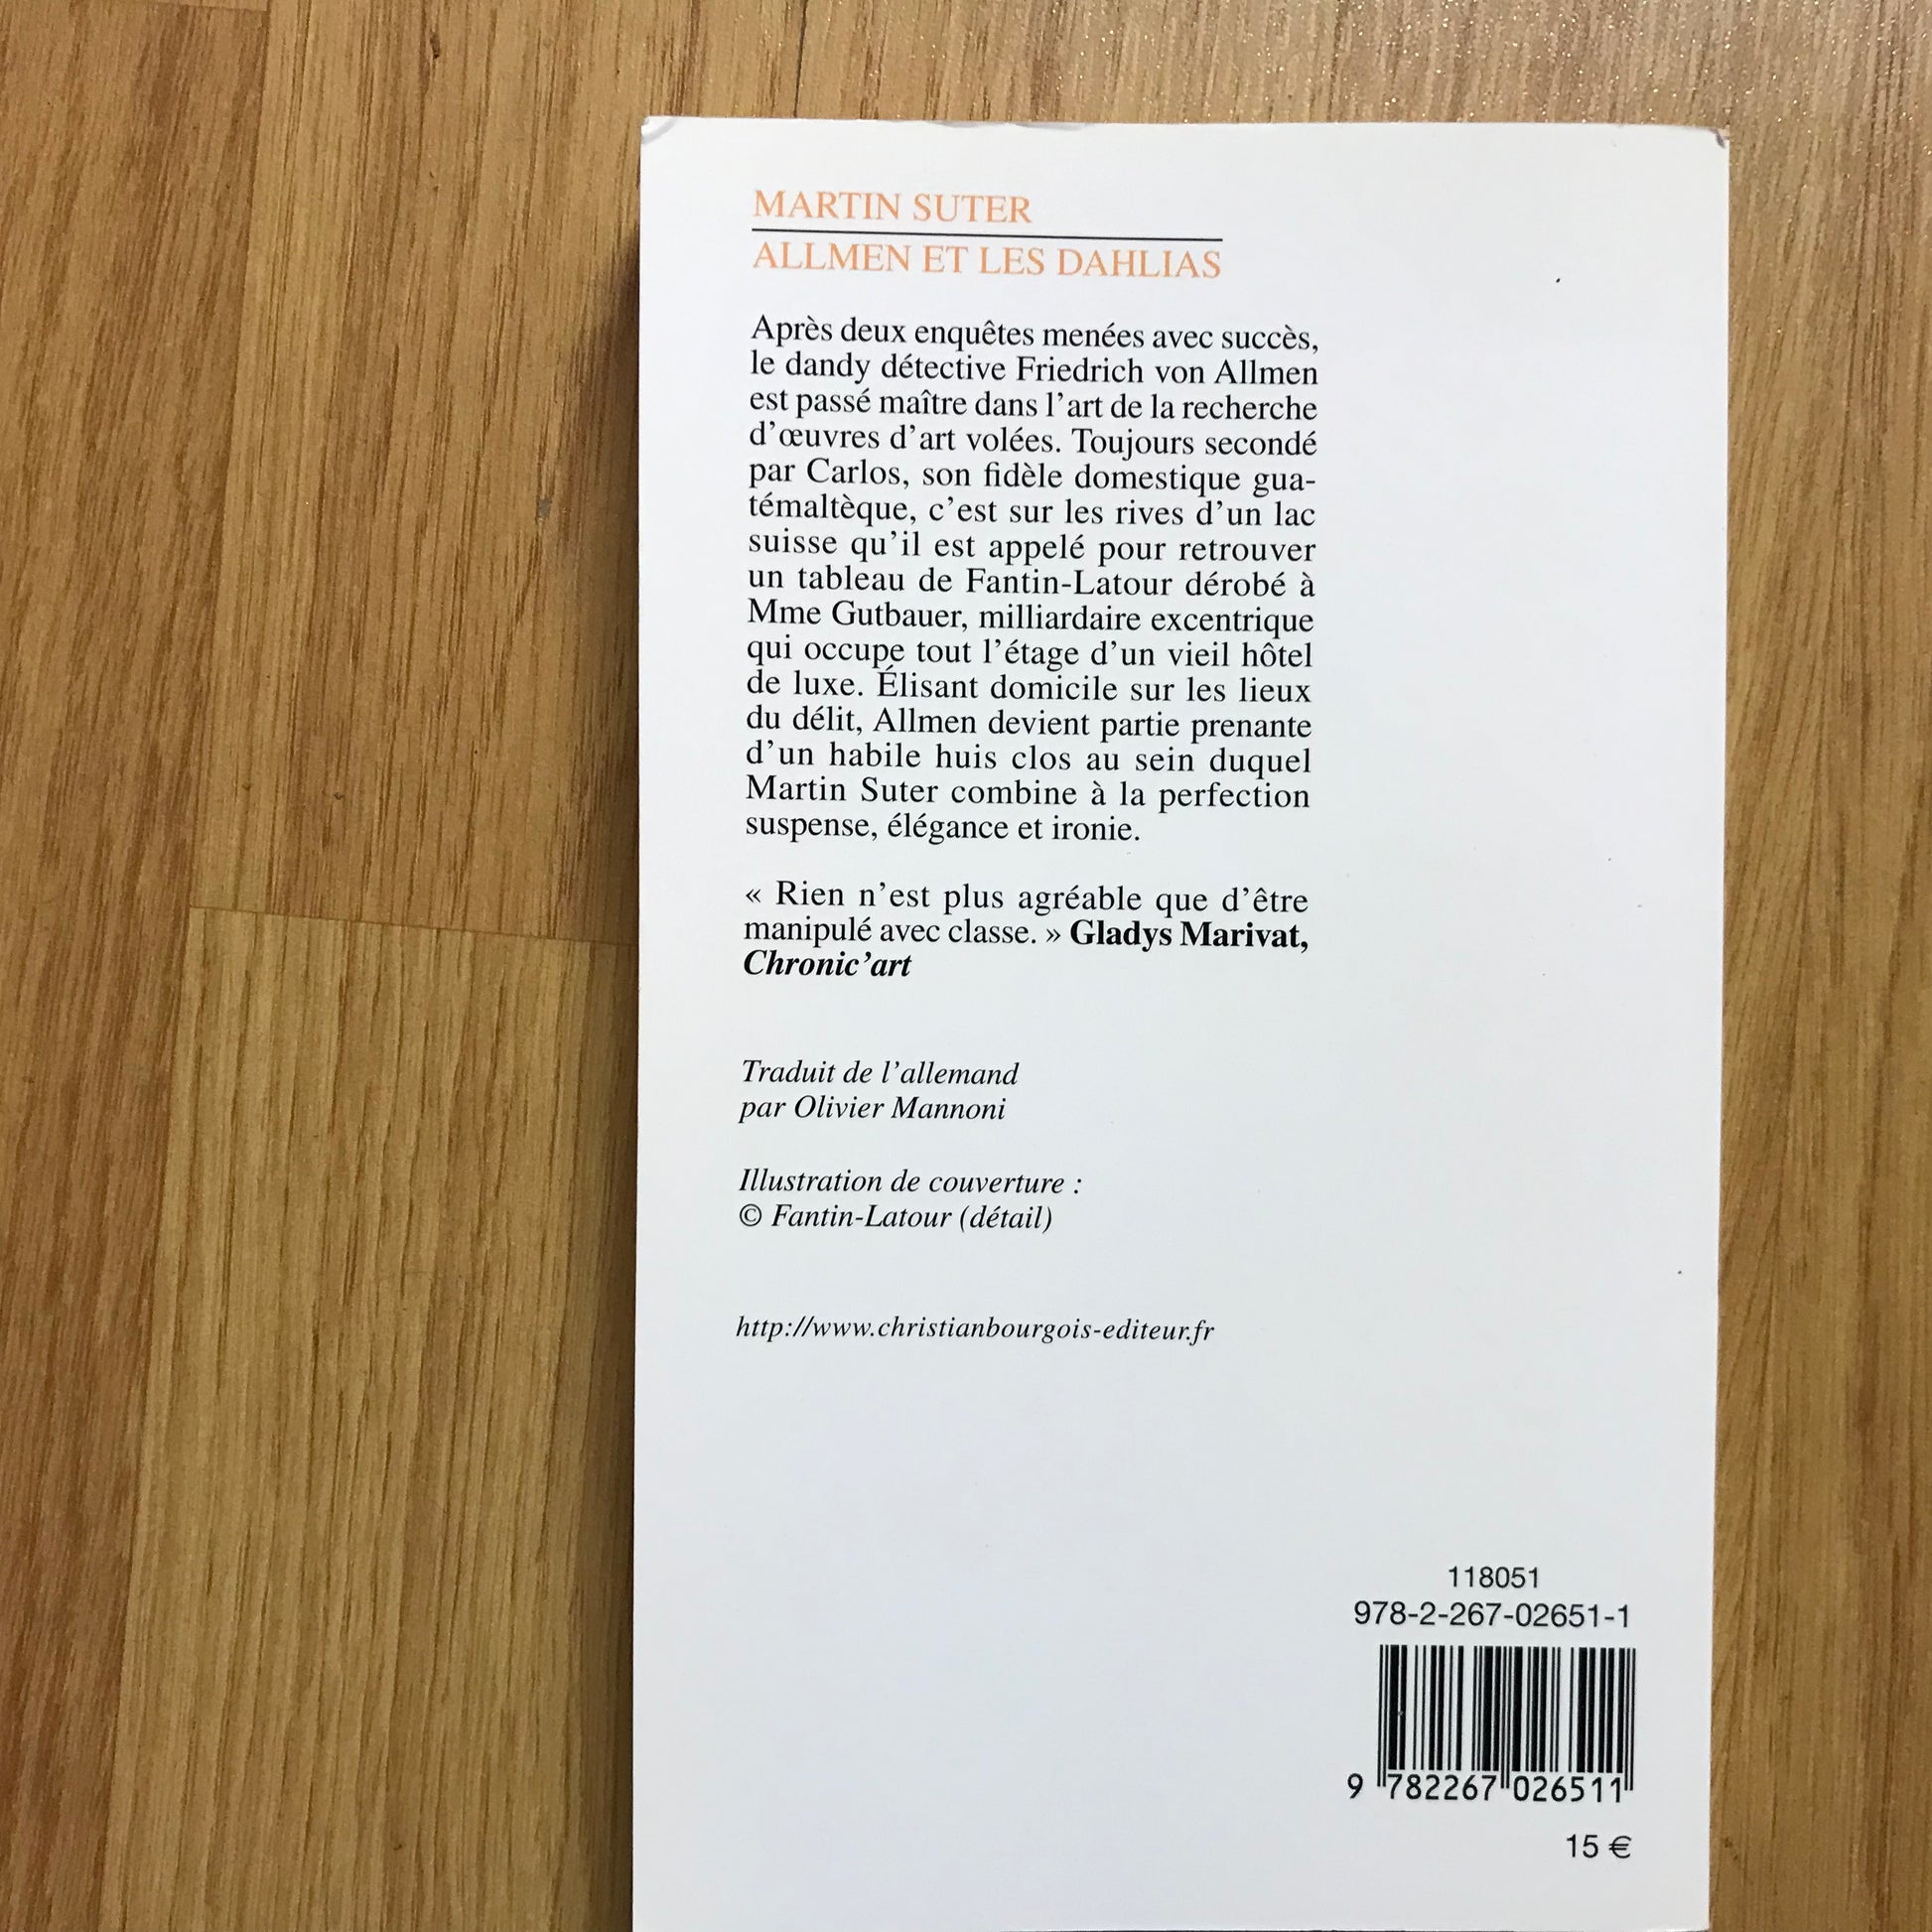 MARTIN SUTER
ALLMEN ET LES DAHLIAS
Après deux enquêtes menées avec succès,
le dandy détective Friedrich von Allmen
est passé maître dans l’art de la recherche
d’œuvres d’art volées. Toujours secondé
par Carlos, son fidèle domestique gua-
témaltèque, c’est sur les rives d’un lac
suisse qu’il est appelé pour retrouver
un tableau de Fantin-Latour dérobé à
Mme Gutbauer, milliardaire excentrique
qui occupe tout l’étage d’un vieil hôtel
de luxe. Élisant domicile sur les lieux
du délit, Allmen devient partie prenante
d’un habile huis clos au sein duquel
Martin Suter combine à la perfection
suspense, élégance et ironie.
« Rien n’est plus agréable que d’être
manipulé avec classe. » Gladys Marivat,
Chronic’art
Traduit de l’allemand
par Olivier Mannoni
Illustration de couverture :
© Fantin-Latour (détail)
http://www.christianbourgois-editeur.fr
118051
978-2-267-02651-1
9 782267 026511
15 €